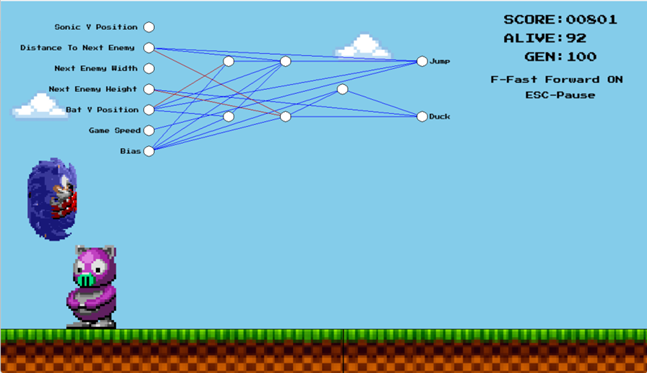 Sonic Y Position
Distance To Next Enemy
Next Enemy Width
Next Enemy Height
Bat Y Position
Game Speed
Bias
Jump
Duck
SCORE:00801
ALIVE:92
GEN:100
F-Fast Forward ON
ESC-Pause